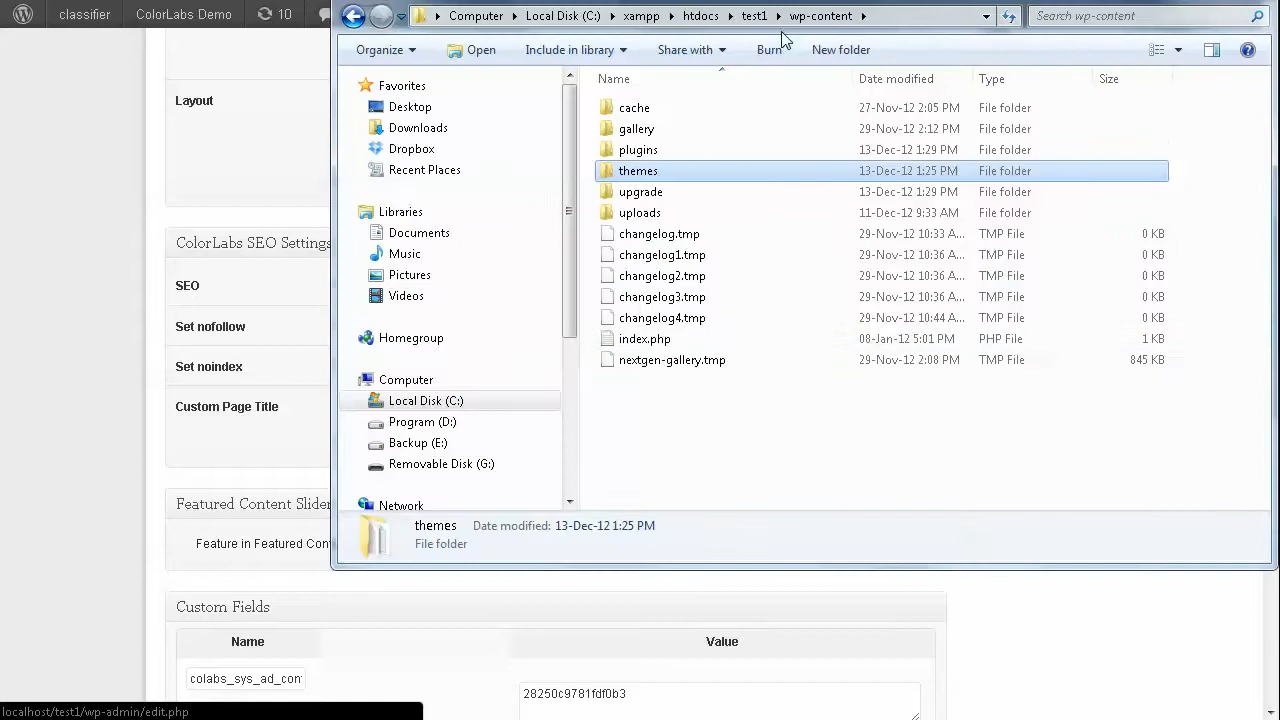 classifier
ColorLabs Demo
10
Computer
Local Disk (C:)
xampp
htdocs
test1
wp-content
Search wp-content
Organize
Open
Include in library
Share with
Burn
New folder
Favorites
Desktop
Downloads
Dropbox
Recent Places
Libraries
Documents
Music
Pictures
Videos
Homegroup
Computer
Local Disk (C:)
Program (D:)
Backup (E:)
Removable Disk (G:)
Network
Name Date modified Type Size
cache 27-Nov-12 2:05 PM File folder
gallery 29-Nov-12 2:12 PM File folder
plugins 13-Dec-12 1:29 PM File folder
themes 13-Dec-12 1:25 PM File folder
upgrade 13-Dec-12 1:29 PM File folder
uploads 11-Dec-12 9:33 AM File folder
changelog.tmp 29-Nov-12 10:33 A... TMP File 0 KB
changelog1.tmp 29-Nov-12 10:36 A... TMP File 0 KB
changelog2.tmp 29-Nov-12 10:36 A... TMP File 0 KB
changelog3.tmp 29-Nov-12 10:36 A... TMP File 0 KB
changelog4.tmp 29-Nov-12 10:44 A... TMP File 0 KB
index.php 08-Jan-12 5:01 PM PHP File 1 KB
nextgen-gallery.tmp 29-Nov-12 2:08 PM TMP File 845 KB
themes Date modified: 13-Dec-12 1:25 PM
File folder
Layout
ColorLabs SEO Settings
SEO
Set nofollow
Set noindex
Custom Page Title
Featured Content Slider
Feature in Featured Con
Custom Fields
Name Value
colabs_sys_ad_con
28250c9781fdf0b3
localhost/test1/wp-admin/edit.php